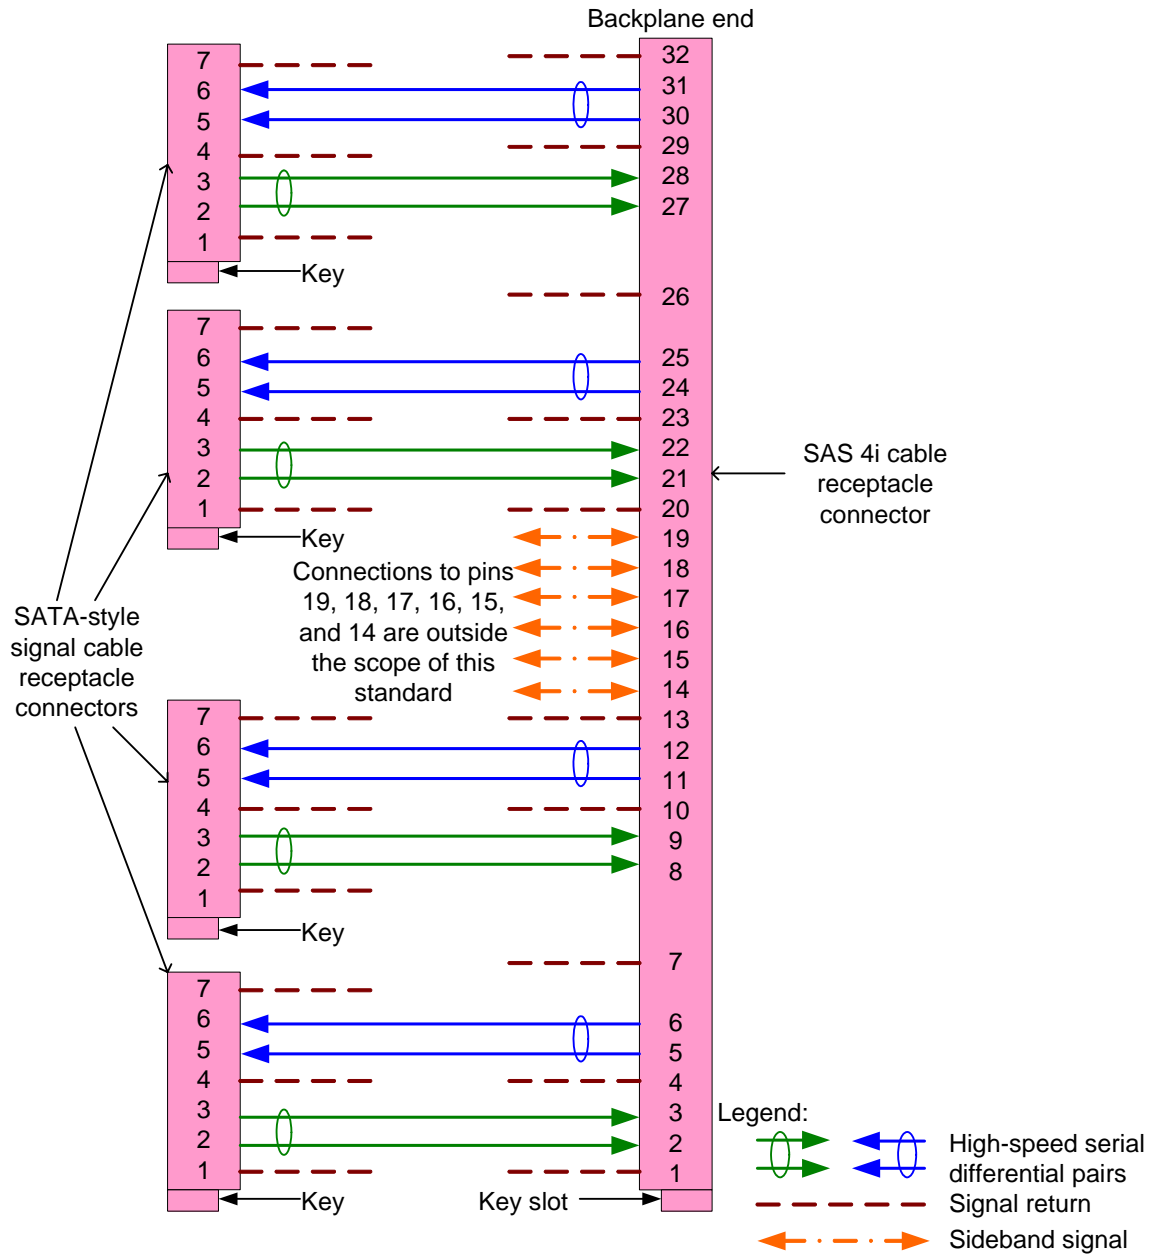 Backplane end
7
6
5
4
3
2
1
Key
7
6
5
4
3
2
1
Key
7
6
5
4
3
2
1
Key
7
6
5
4
3
2
1
Key
SATA-style
signal cable
receptacle
connectors
Connections to pins
19, 18, 17, 16, 15,
and 14 are outside
the scope of this
standard
32
31
30
29
28
27
26
25
24
23
22
21
20
19
18
17
16
15
14
13
12
11
10
9
8
7
6
5
4
3
2
1
Key slot
SAS 4i cable
receptacle
connector
Legend:
High-speed serial
differential pairs
Signal return
Sideband signal